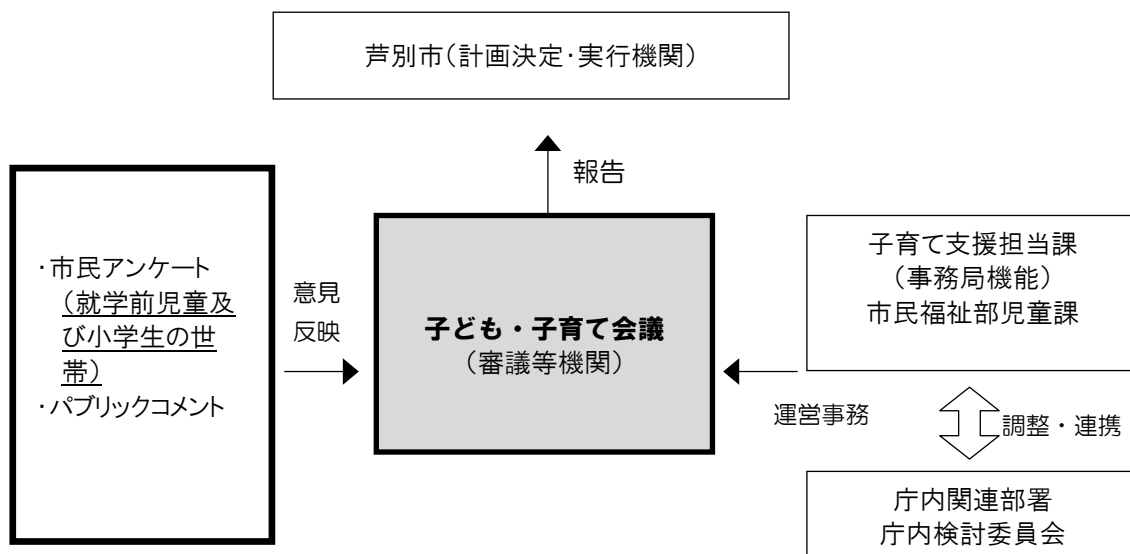 芦別市(計画決定・実行機関)
報告
・市民アンケート
(就学前児童及
び小学生の世
帯)
・パブリックコメント
意見
反映
子ども・子育て会議
(審議等機関)
子育て支援担当課
(事務局機能)
市民福祉部児童課
運営事務
調整・連携
庁内関連部署
庁内検討委員会